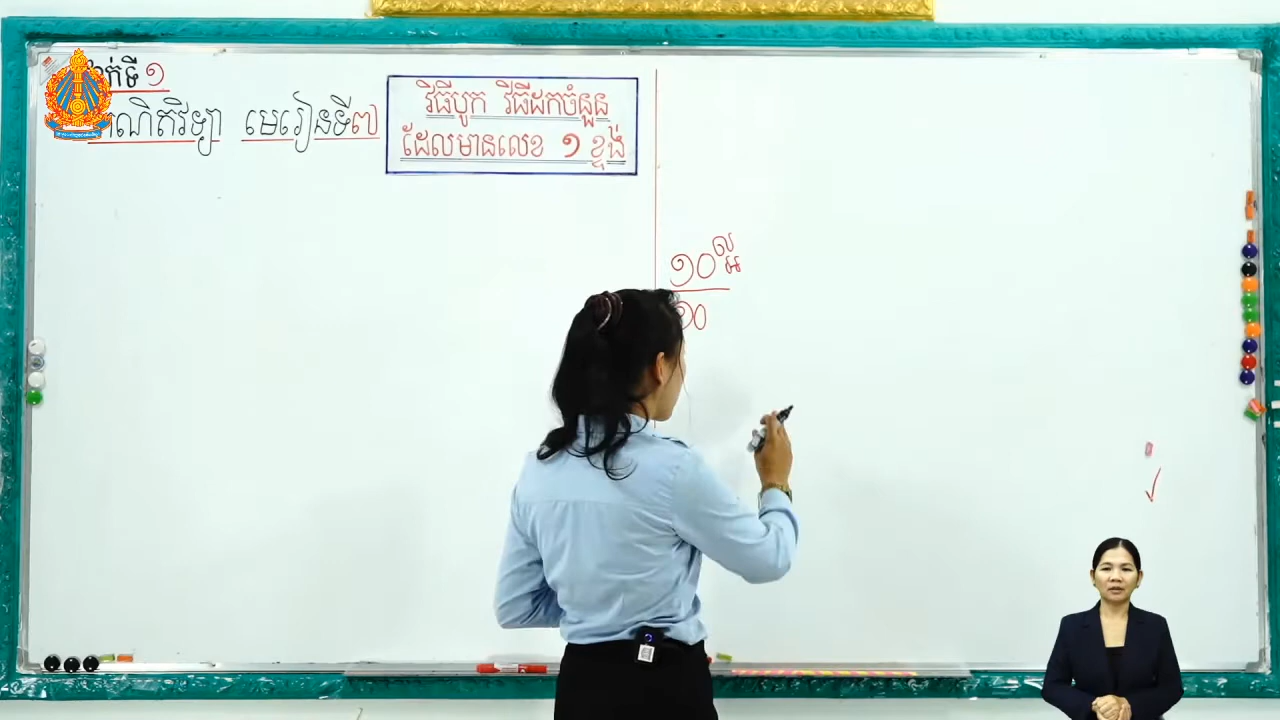 ថ្នាក់ទី ១
គណិតវិទ្យា មេរៀនទី៧
វិធីបូក វិធីដកចំនួន
ដែលមានលេខ ១ ខ្ទង់
១០ ល្អ
១០